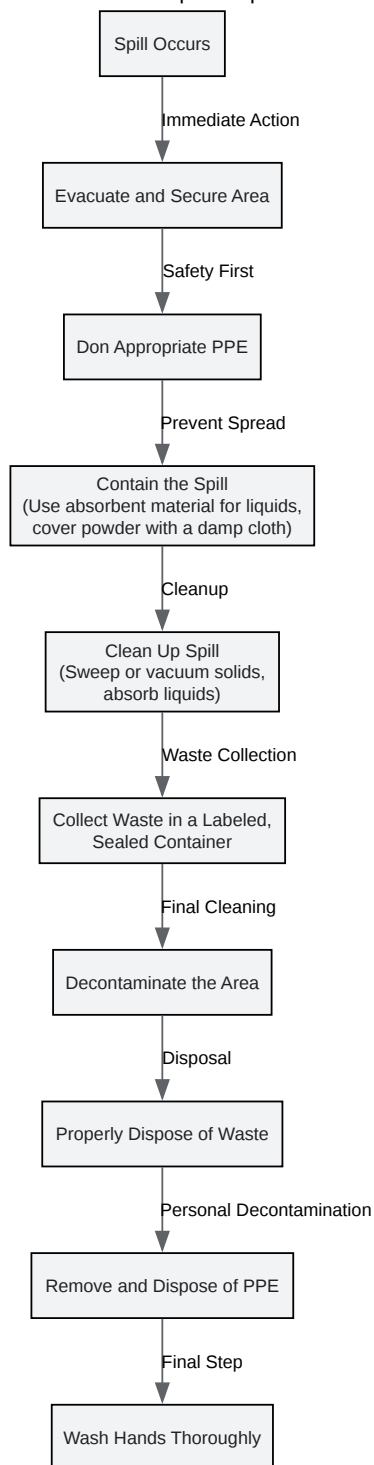 Spill Occurs
Immediate Action
Evacuate and Secure Area
Safety First
Don Appropriate PPE
Prevent Spread
Contain the Spill
(Use absorbent material for liquids,
cover powder with a damp cloth)
Cleanup
Clean Up Spill
(Sweep or vacuum solids,
absorb liquids)
Waste Collection
Collect Waste in a Labeled,
Sealed Container
Final Cleaning
Decontaminate the Area
Disposal
Properly Dispose of Waste
Personal Decontamination
Remove and Dispose of PPE
Final Step
Wash Hands Thoroughly